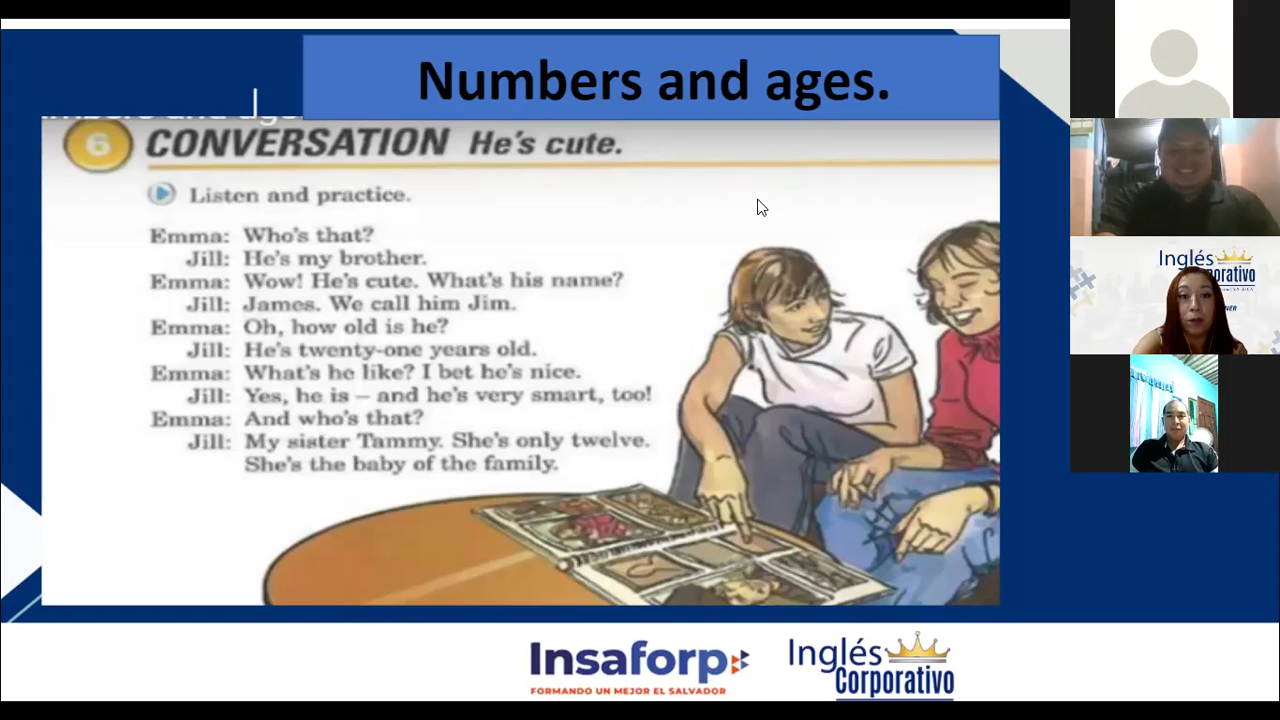 Numbers and ages.
6 CONVERSATION He's cute.
Listen and practice.
Emma: Who's that?
Jill: He's my brother.
Emma: Wow! He's cute. What's his name?
Jill: James. We call him Jim.
Emma: Oh, how old is he?
Jill: He's twenty-one years old.
Emma: What's he like? I bet he's nice.
Jill: Yes, he is – and he's very smart, too!
Emma: And who's that?
Jill: My sister Tammy. She's only twelve.
She's the baby of the family.
Insaforp
FORMANDO UN MEJOR EL SALVADOR
Inglés
Corporativo
Inglés